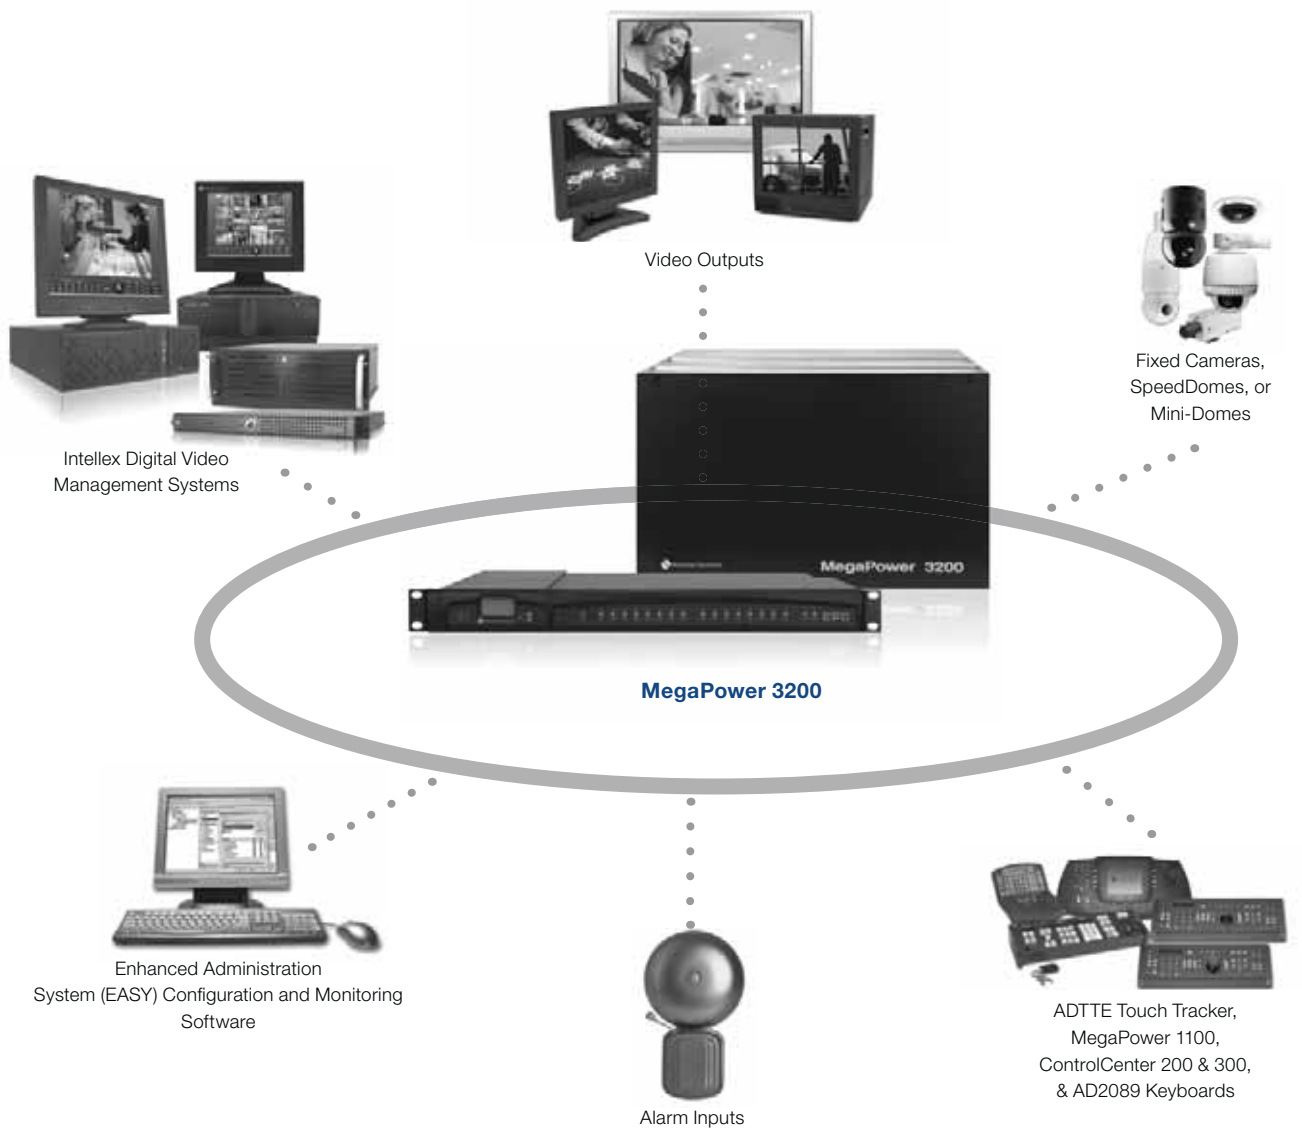 Video Outputs
Fixed Cameras,
SpeedDomes, or
Mini-Domes
Intellex Digital Video
Management Systems
MegaPower 3200
MegaPower 3200
Enhanced Administration
System (EASY) Configuration and Monitoring
Software
ADTTE Touch Tracker,
MegaPower 1100,
ControlCenter 200 & 300,
& AD2089 Keyboards
Alarm Inputs